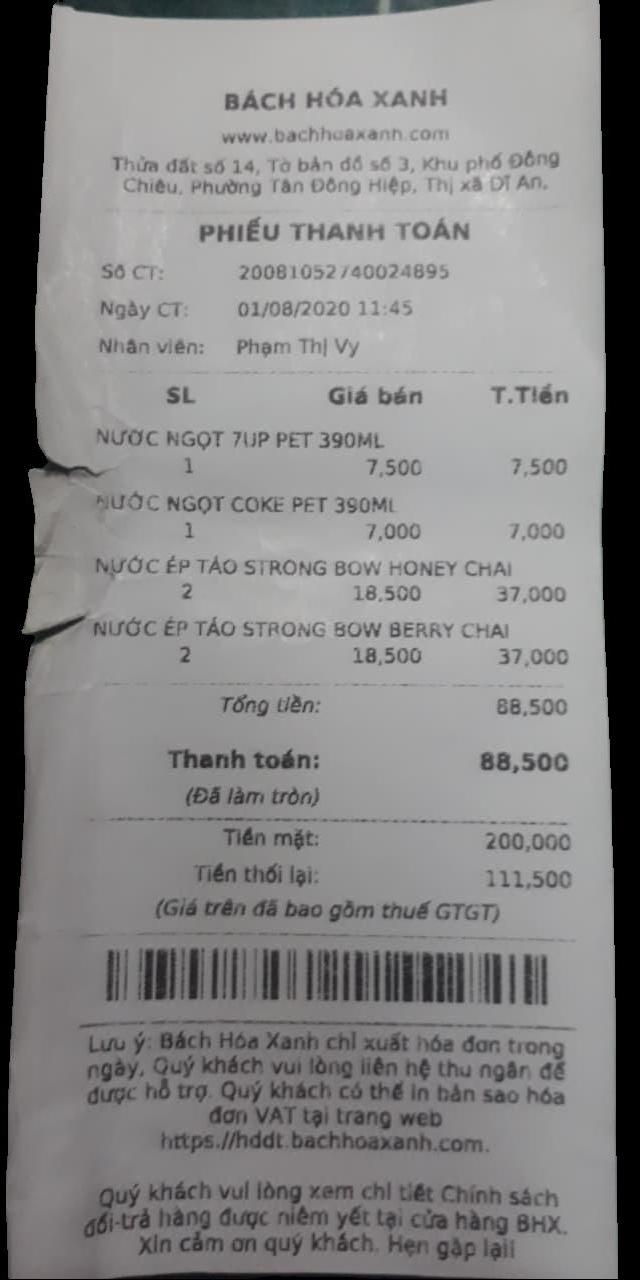 BÁCH HÓA XANH
www.bachhoaxanh.com
Thửa đất số 14, Tờ bản đồ số 3, Khu phố Đông
Chiêu, Phường Tân Đông Hiệp, Thị xã Dĩ An.
PHIẾU THANH TOÁN
Số CT: 20081052740024895
Ngày CT: 01/08/2020 11:45
Nhân viên: Phạm Thị Vy
SL Giá bán T.Tiền
NƯỚC NGỌT 7UP PET 390ML
1 7,500 7,500
NƯỚC NGỌT COKE PET 390ML
1 7,000 7,000
NƯỚC ÉP TÁO STRONG BOW HONEY CHAI
2 18,500 37,000
NƯỚC ÉP TÁO STRONG BOW BERRY CHAI
2 18,500 37,000
Tổng tiền: 88,500
Thanh toán: 88,500
(Đã làm tròn)
Tiền mặt: 200,000
Tiền thối lại: 111,500
(Giá trên đã bao gồm thuế GTGT)
Lưu ý: Bách Hóa Xanh chỉ xuất hóa đơn trong
ngày, Quý khách vui lòng liên hệ thu ngân để
được hỗ trợ. Quý khách có thể in bản sao hóa
đơn VAT tại trang web
https://hddt.bachhoaxanh.com.
Quý khách vui lòng xem chi tiết Chính sách
đổi-trả hàng được niêm yết tại cửa hàng BHX.
Xin cảm ơn quý khách. Hẹn gặp lại!